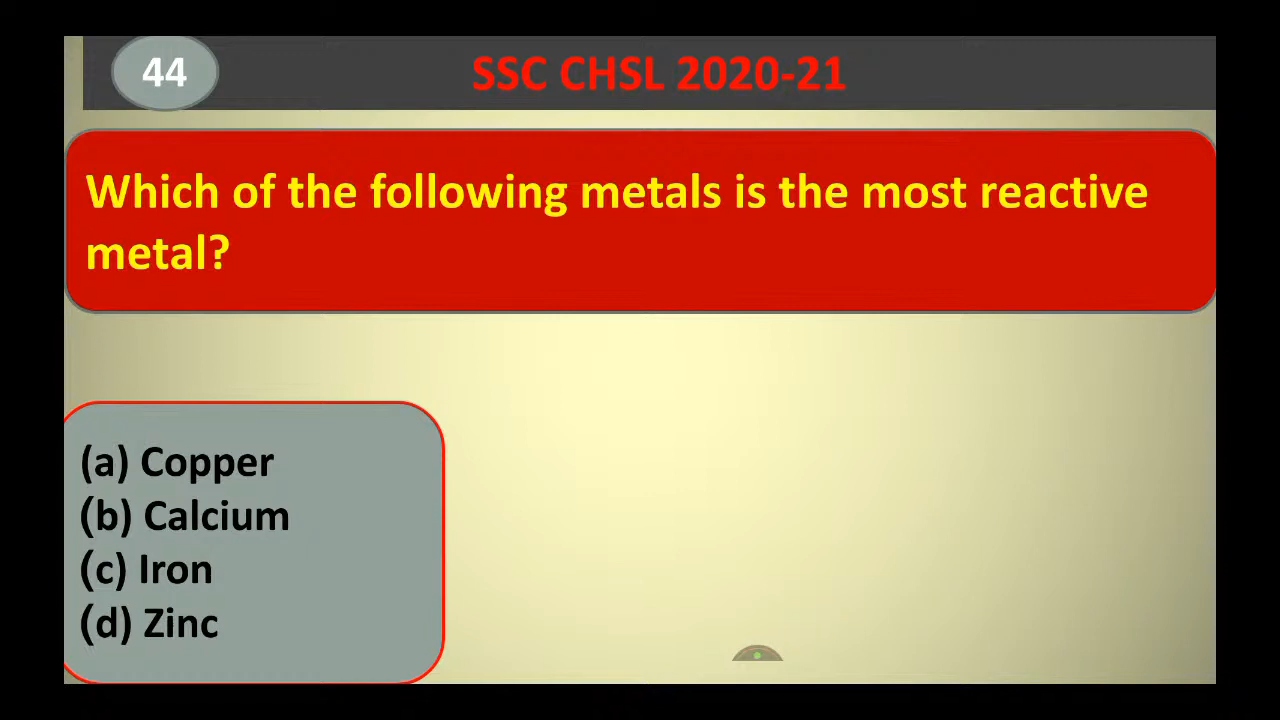 44
SSC CHSL 2020-21
Which of the following metals is the most reactive
metal?
(a) Copper
(b) Calcium
(c) Iron
(d) Zinc